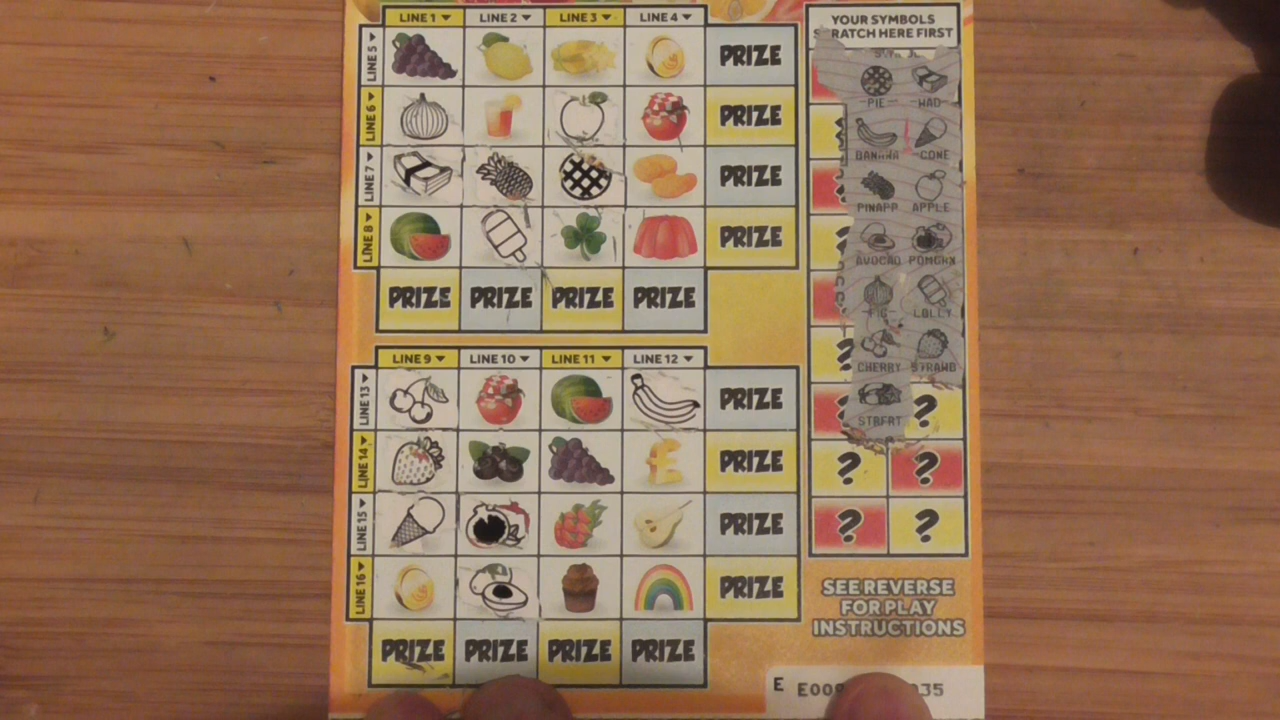 LINE 1 LINE 2 LINE 3 LINE 4
LINE 5 PRIZE
LINE 6 PRIZE
LINE 7 PRIZE
LINE 8 PRIZE
PRIZE PRIZE PRIZE PRIZE
LINE 9 LINE 10 LINE 11 LINE 12
LINE 13 PRIZE
LINE 14 £ PRIZE
LINE 15 PRIZE
LINE 16 PRIZE
PRIZE PRIZE PRIZE PRIZE
YOUR SYMBOLS
SCRATCH HERE FIRST
PIE WAD
BANANA CONE
PINAPP APPLE
AVOCAD POMGRN
FIG LOLLY
CHERRY STRAWB
STRFRT ?
? ?
? ?
SEE REVERSE
FOR PLAY
INSTRUCTIONS
E